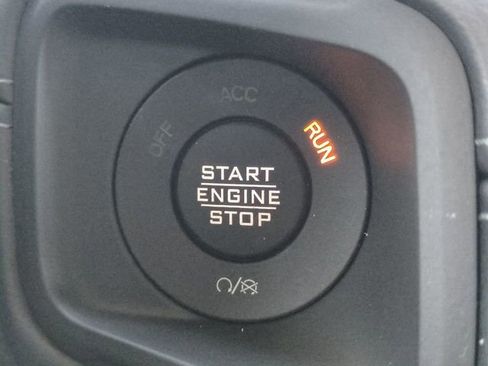 ACC
OFF
RUN
START
ENGINE
STOP